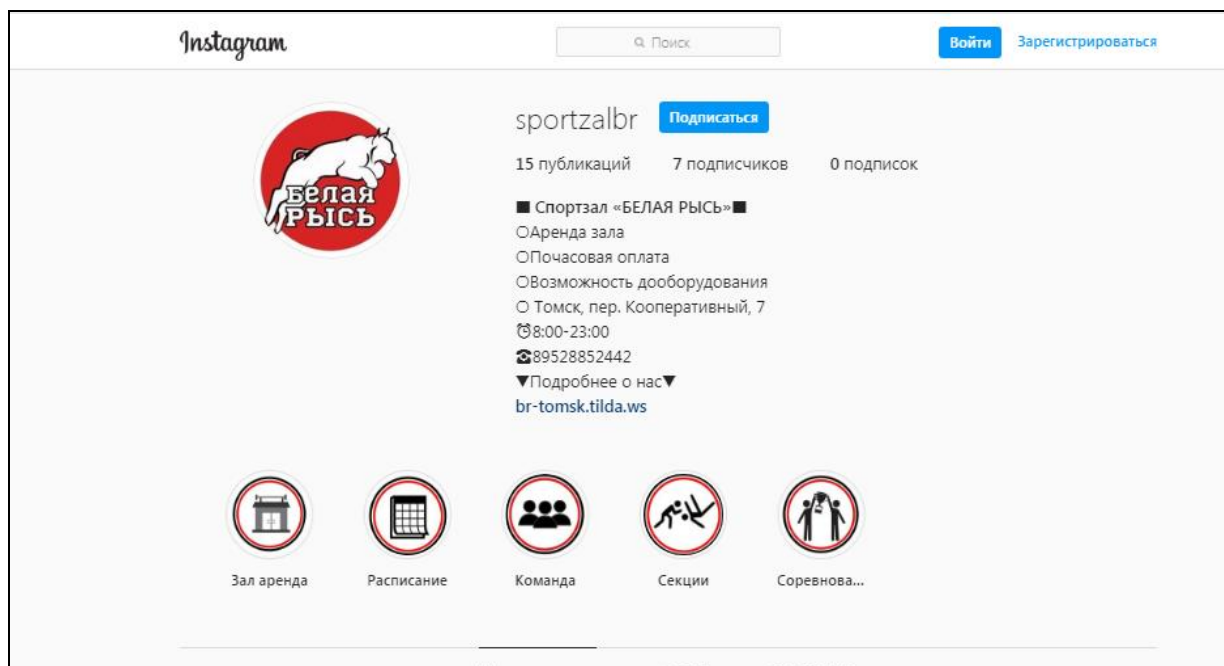 Instagram
Поиск
Войти Зарегистрироваться
БЕЛАЯ
РЫСЬ
sportzalbr Подписаться
15 публикаций 7 подписчиков 0 подписок
■ Спортзал «БЕЛАЯ РЫСЬ»■
○Аренда зала
○Почасовая оплата
○Возможность дооборудования
○ Томск, пер. Кооперативный, 7
⏰8:00-23:00
☎89528852442
▼Подробнее о нас▼
br-tomsk.tilda.ws
Зал аренда Расписание Команда Секции Соревнова...